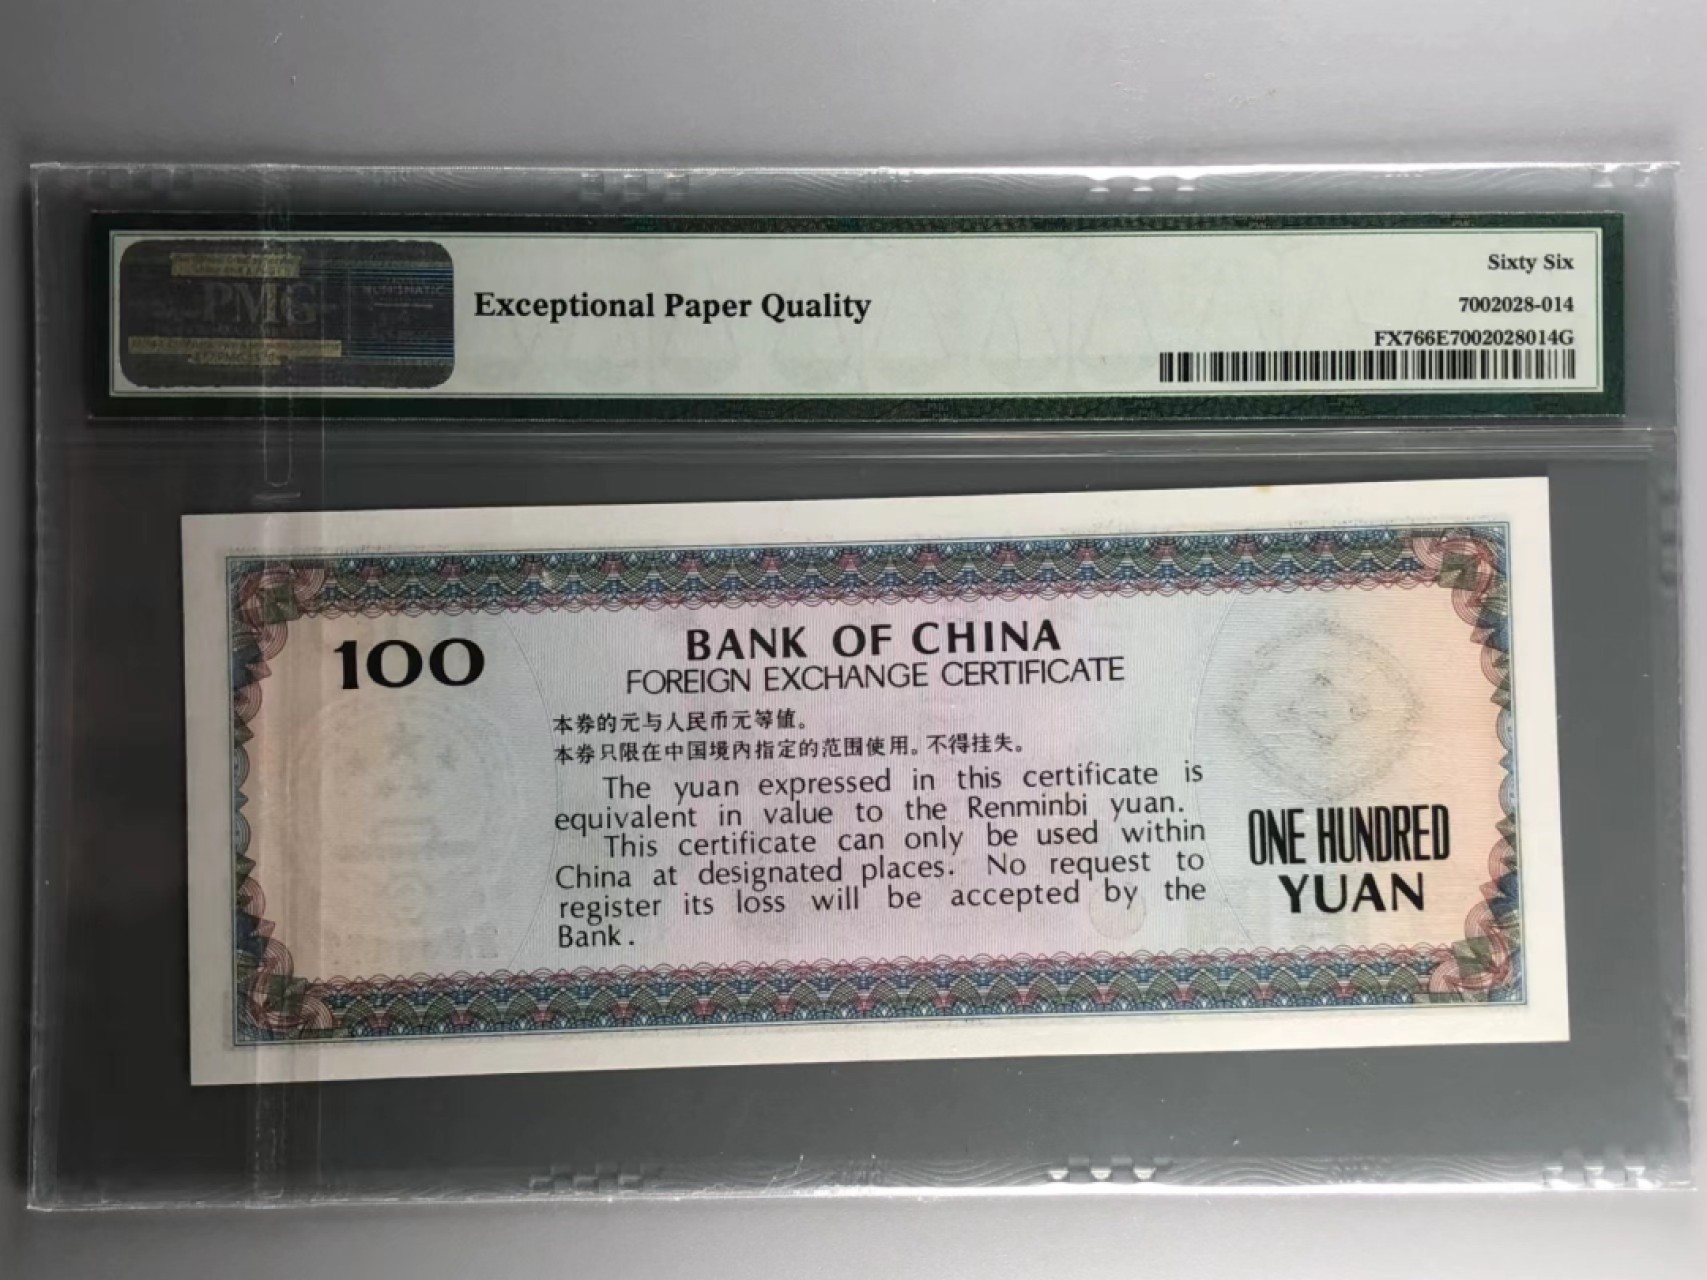 PMG
NUMISMATIC
Exceptional Paper Quality
Sixty Six
7002028-014
FX766E7002028014G
100
BANK OF CHINA
FOREIGN EXCHANGE CERTIFICATE
本券的元与人民币元等值。
本券只限在中国境内指定的范围使用。不得挂失。
The yuan expressed in this certificate is
equivalent in value to the Renminbi yuan.
This certificate can only be used within
China at designated places. No request to
register its loss will be accepted by the
Bank.
ONE HUNDRED
YUAN